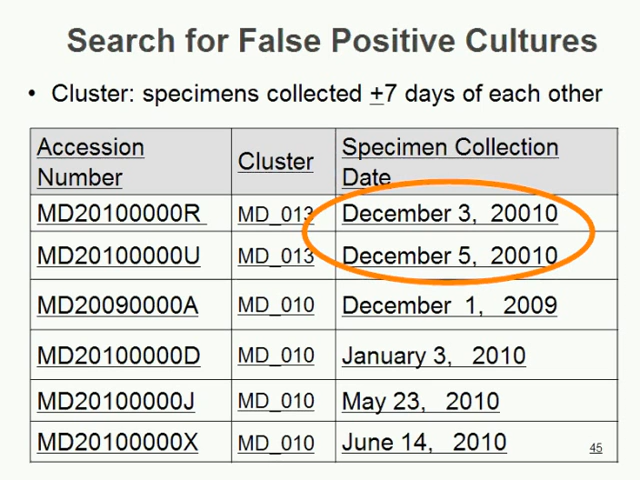 Search for False Positive Cultures
• Cluster: specimens collected +7 days of each other
Accession Number Cluster Specimen Collection Date
MD20100000R MD_013 December 3, 20010
MD20100000U MD_013 December 5, 20010
MD20090000A MD_010 December 1, 2009
MD20100000D MD_010 January 3, 2010
MD20100000J MD_010 May 23, 2010
MD20100000X MD_010 June 14, 2010
45